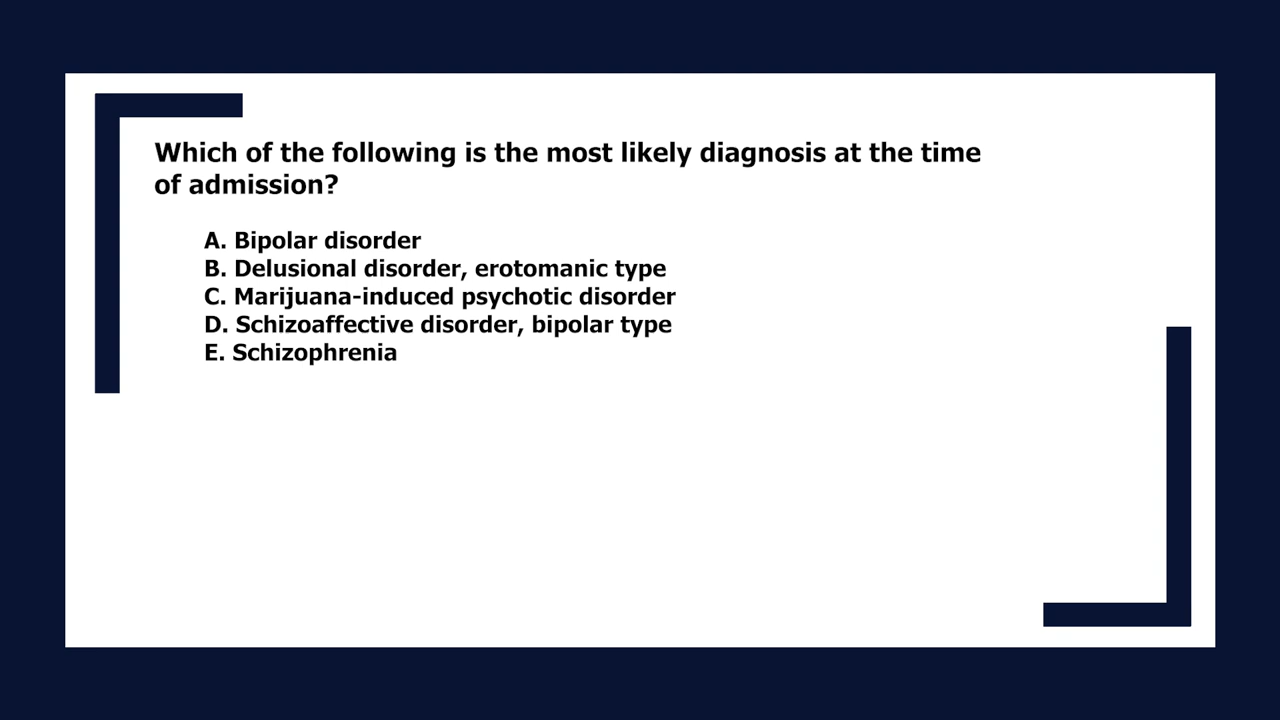 Which of the following is the most likely diagnosis at the time
of admission?
A. Bipolar disorder
B. Delusional disorder, erotomanic type
C. Marijuana-induced psychotic disorder
D. Schizoaffective disorder, bipolar type
E. Schizophrenia